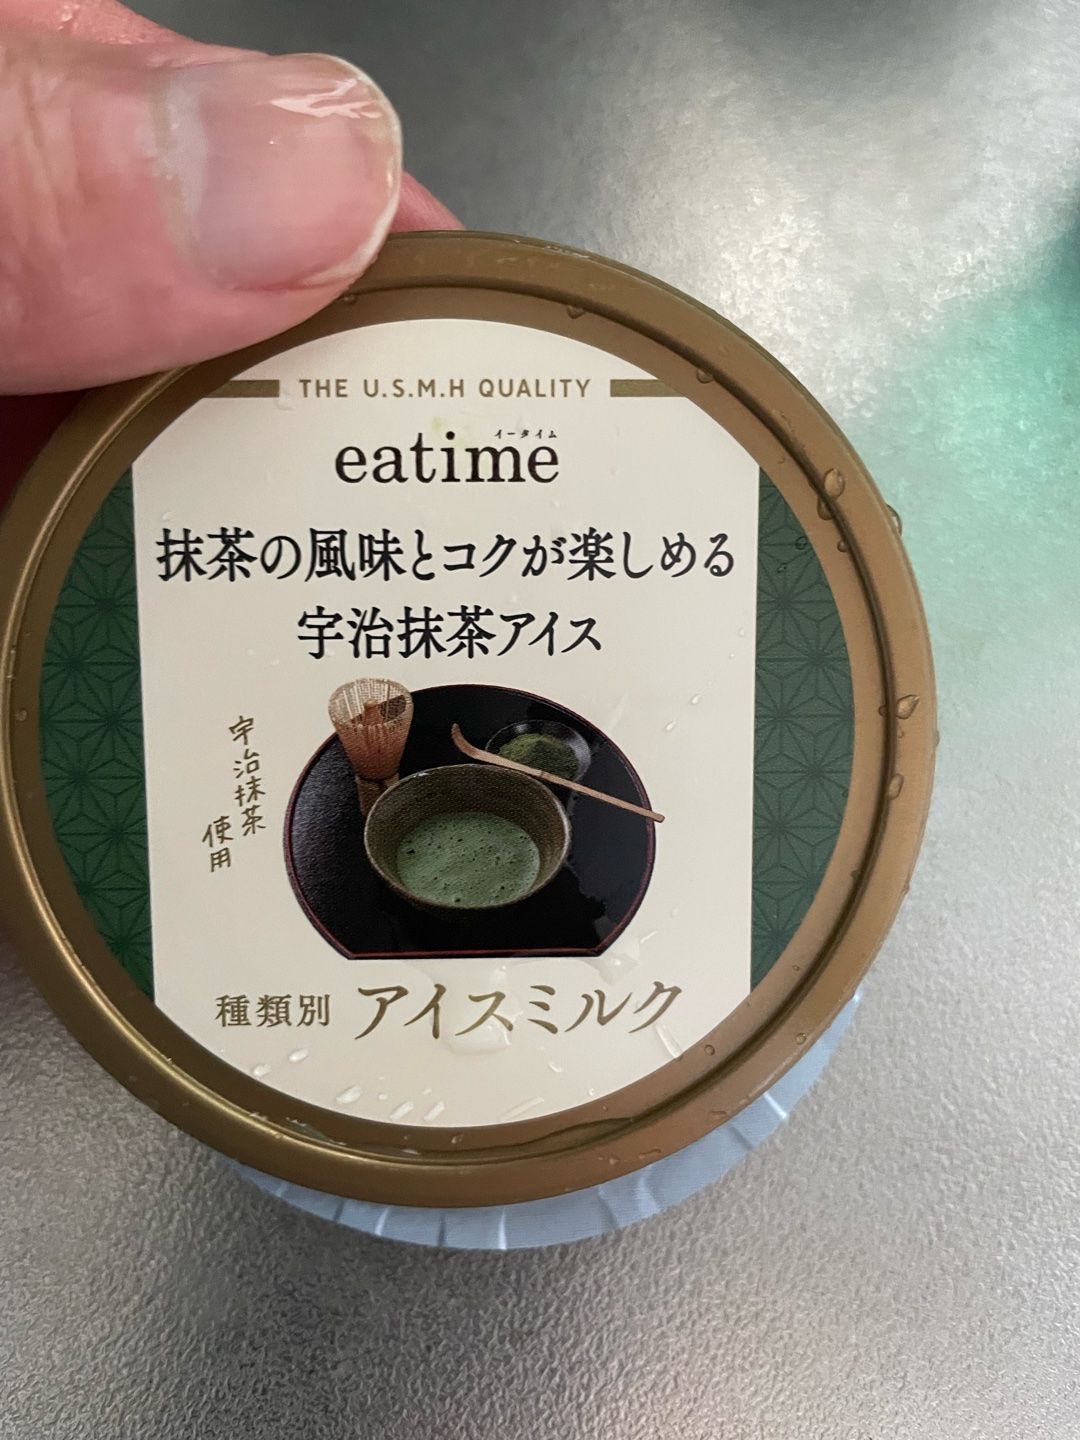 THE U.S.M.H QUALITY
イータイム
eatime
抹茶の風味とコクが楽しめる
宇治抹茶アイス
宇治抹茶
使用
種類別 アイスミルク